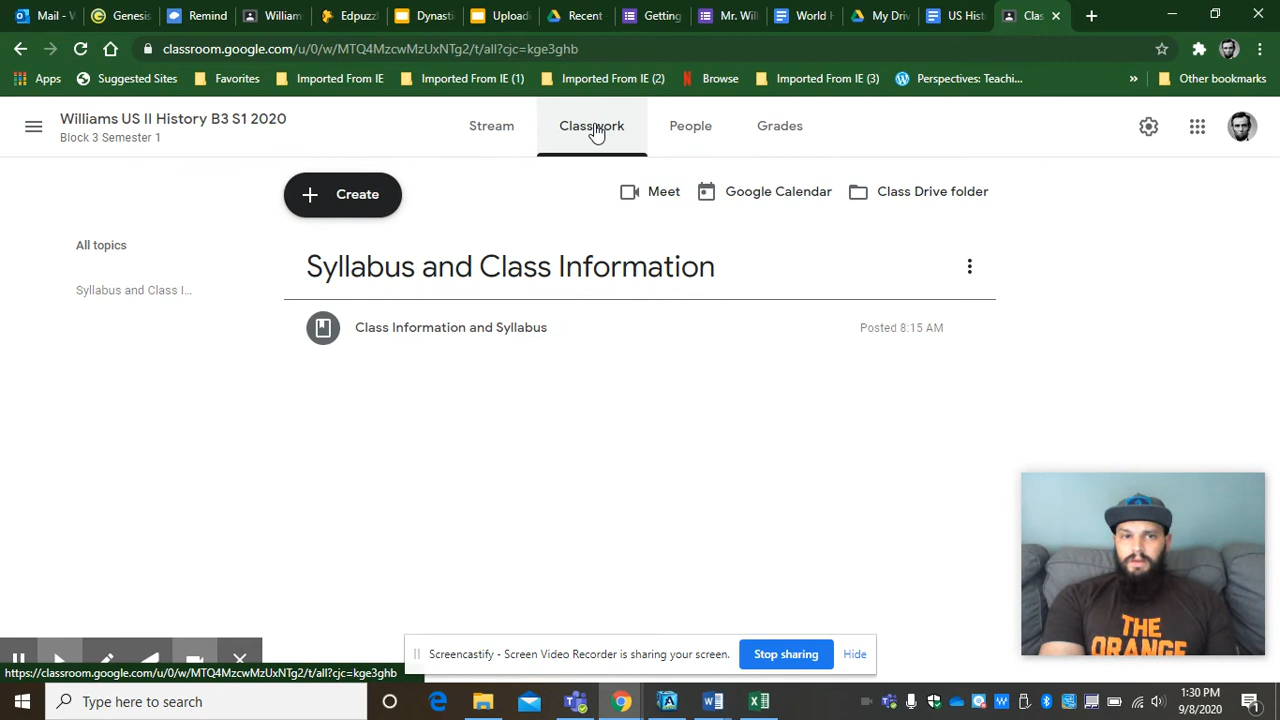 Mail - V
Genesis
Remind
William
Edpuzzl
Dynasti
Upload
Recent
Getting
Mr. Will
World H
My Driv
US Hist
Clas
classroom.google.com/u/0/w/MTQ4MzcwMzUxNTg2/t/all?cjc=kge3ghb
Apps
Suggested Sites
Favorites
Imported From IE
Imported From IE (1)
Imported From IE (2)
Browse
Imported From IE (3)
Perspectives: Teachi...
Other bookmarks
Williams US II History B3 S1 2020
Block 3 Semester 1
Stream
Classwork
People
Grades
Create
Meet
Google Calendar
Class Drive folder
All topics
Syllabus and Class I...
Syllabus and Class Information
Class Information and Syllabus
Posted 8:15 AM
THE
ORANGE
Screencastify - Screen Video Recorder is sharing your screen.
Stop sharing
Hide
https://classroom.google.com/u/0/w/MTQ4MzcwMzUxNTg2/t/all?cjc=kge3ghb
Type here to search
1:30 PM
9/8/2020